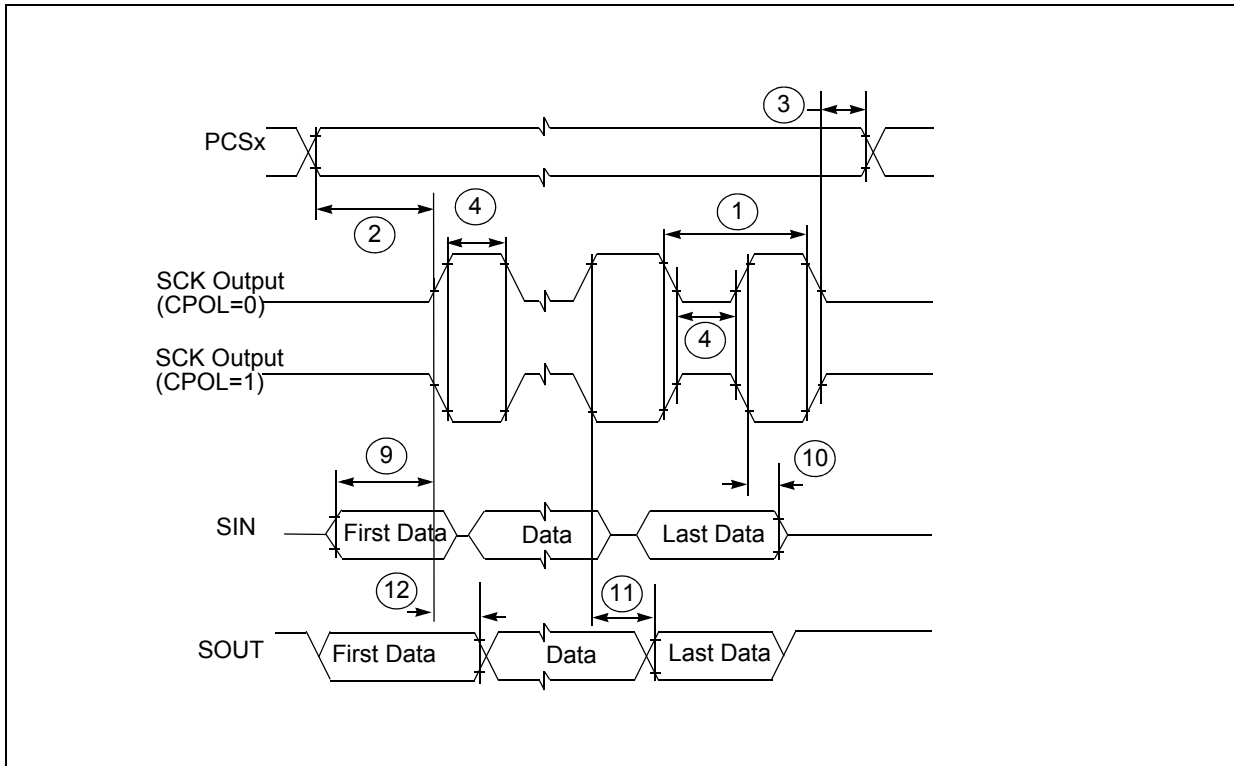 3
PCSx
2
4
1
SCK Output
(CPOL=0)
4
SCK Output
(CPOL=1)
9
10
SIN
First Data
Data
Last Data
12
11
SOUT
First Data
Data
Last Data